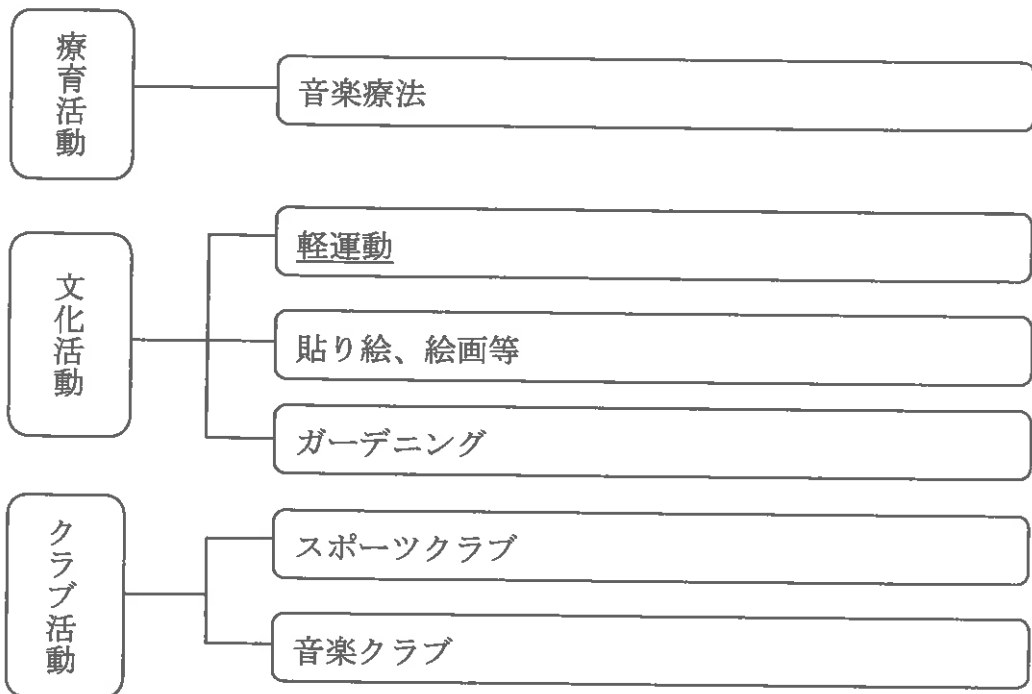 療育活動
音楽療法
文化活動
軽運動
貼り絵、絵画等
ガーデニング
クラブ活動
スポーツクラブ
音楽クラブ